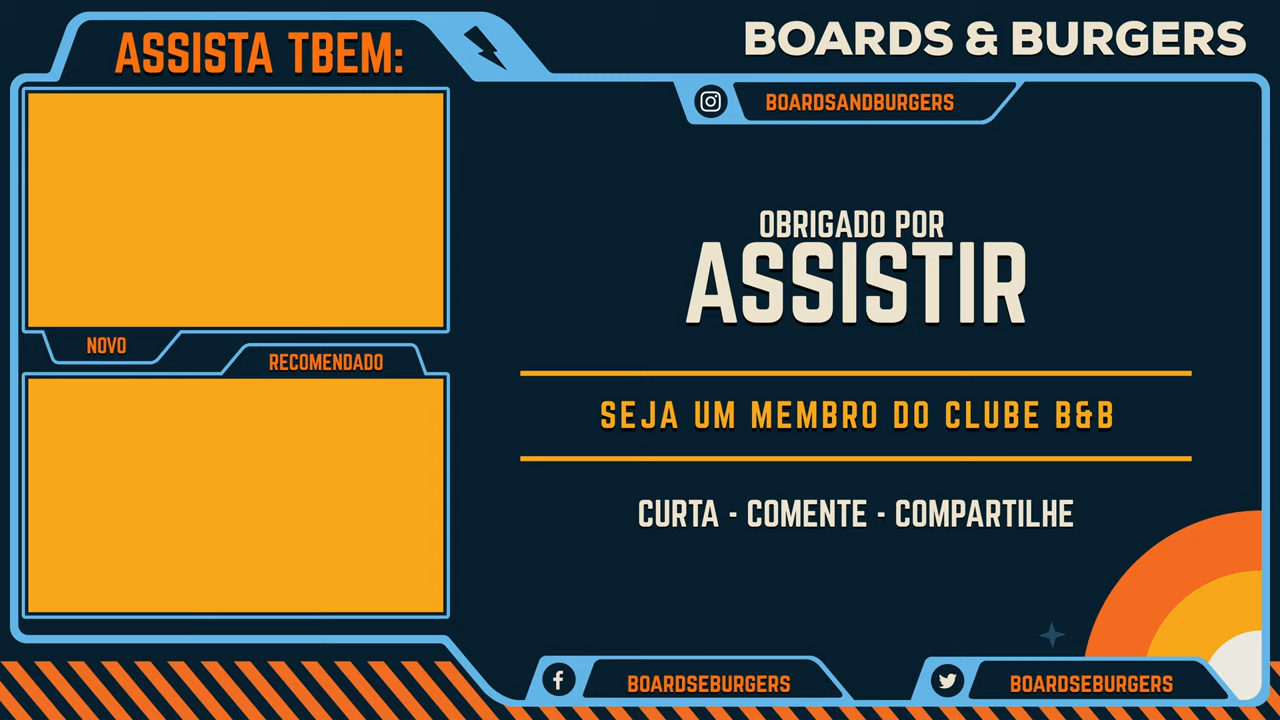 ASSISTA TBEM:
BOARDS & BURGERS
BOARDSANDBURGERS
OBRIGADO POR
ASSISTIR
NOVO
RECOMENDADO
SEJA UM MEMBRO DO CLUBE B&B
CURTA - COMENTE - COMPARTILHE
BOARDSEBURGERS
BOARDSEBURGERS